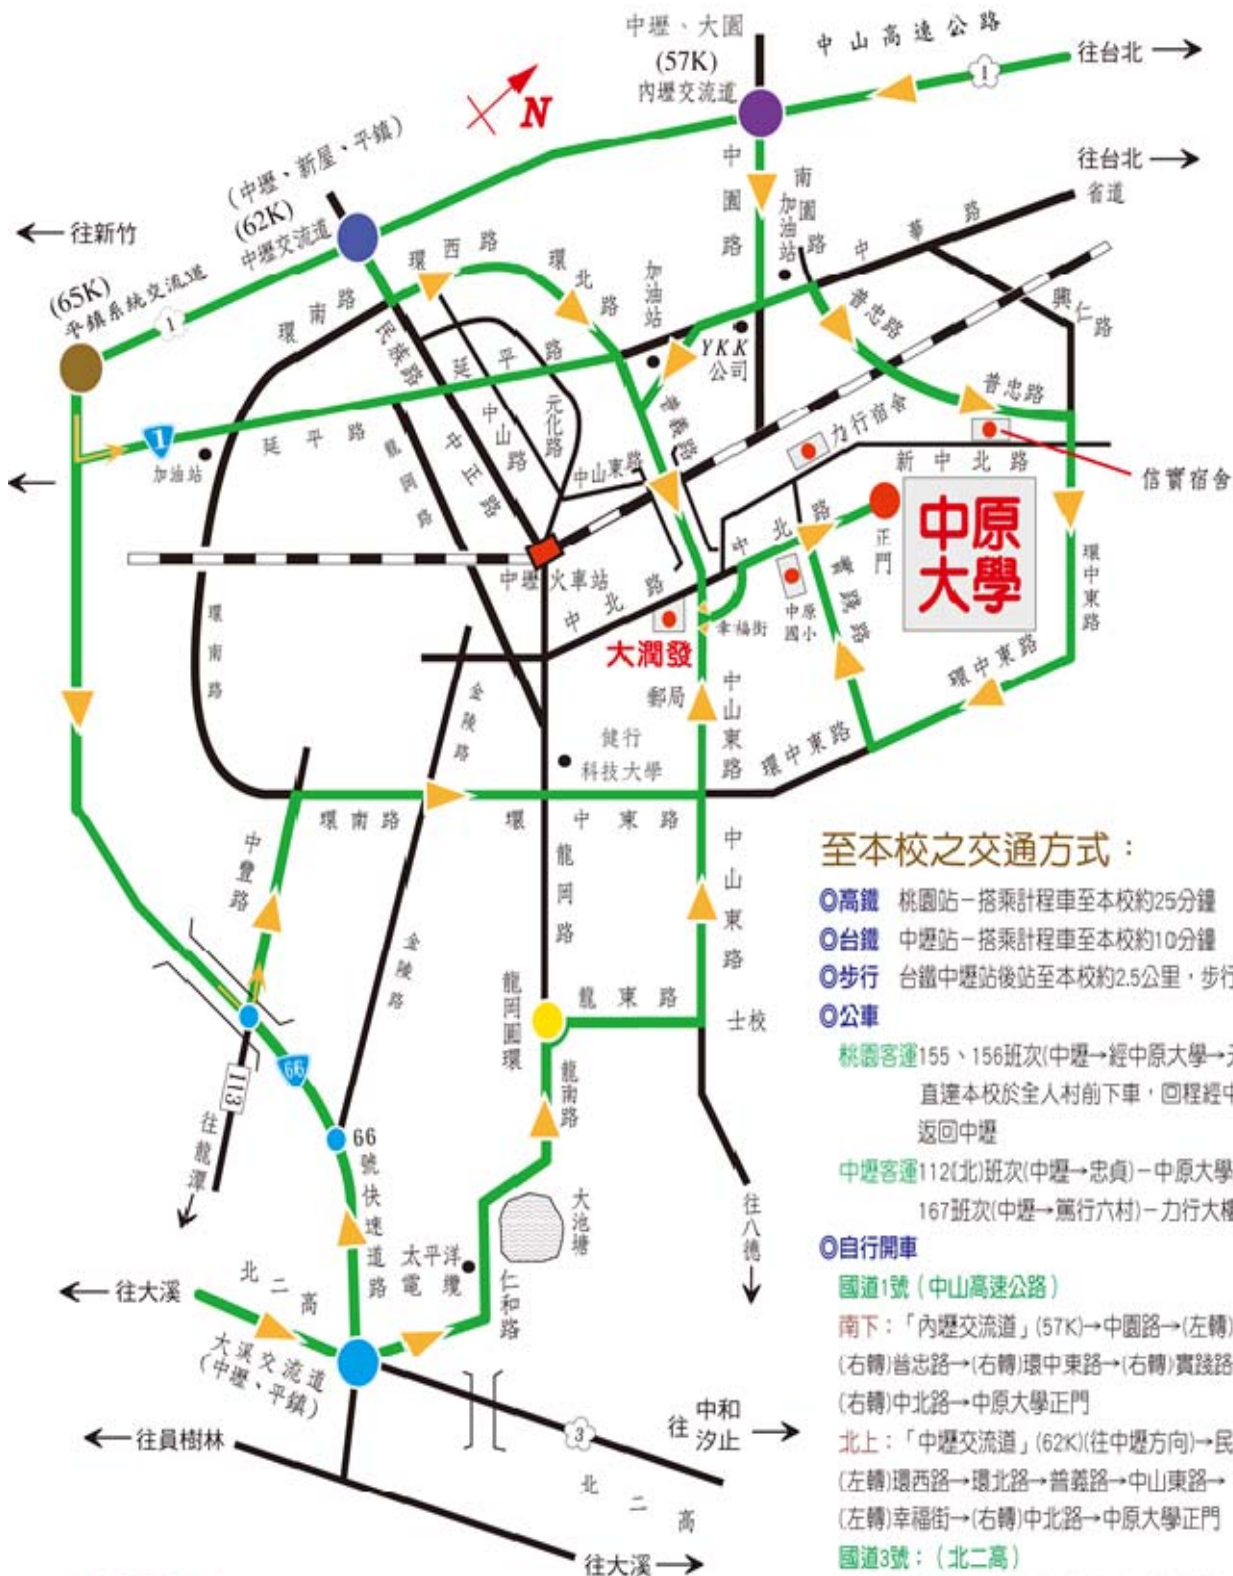 中壢、大園
(57K)
內壢交流道
中山高速公路
1
往台北
N
往台北
省道
(中壢、新屋、平鎮)
(62K)
中壢交流道
往新竹
(65K)
平鎮系統交流道
1
環西路
環北路
中園路
南園路
加油站
中華路
興仁路
環南路
民族路
延平路
加油站
YKK
公司
普忠路
普忠路
1
加油站
延平路
龍岡路
中正路
中山路
元化路
中山東路
普義路
力行宿舍
新中北路
信實宿舍
中壢火車站
中北路
中北路
正門
中原
大學
環中東路
環南路
大潤發
幸福街
中原
國小
實踐路
郵局
中山東路
環中東路
環中東路
金陵路
健行
科技大學
環南路
環中東路
中豐路
金陵路
龍岡路
中山東路
龍岡圓環
龍東路
士校
66
113
往龍潭
66號快速道路
龍南路
大池塘
往八德
太平洋
電纜
仁和路
往大溪
北二高
大溪交流道
(中壢、平鎮)
往員樹林
3
往
中和
汐止
北二高
往大溪
至本校之交通方式：
◎高鐵 桃園站－搭乘計程車至本校約25分鐘
◎台鐵 中壢站－搭乘計程車至本校約10分鐘
◎步行 台鐵中壢站後站至本校約2.5公里，步行
◎公車
桃園客運155、156班次(中壢→經中原大學→
直達本校於全人村前下車，回程經中
返回中壢
中壢客運112(北)班次(中壢→忠貞)－中原大學
167班次(中壢→篤行六村)－力行大樓
◎自行開車
國道1號（中山高速公路）
南下：「內壢交流道」(57K)→中園路→(左轉)
(右轉)普忠路→(右轉)環中東路→(右轉)實踐路
(右轉)中北路→中原大學正門
北上：「中壢交流道」(62K)(往中壢方向)→民
(左轉)環西路→環北路→普義路→中山東路→
(左轉)幸福街→(右轉)中北路→中原大學正門
國道3號：（北二高）